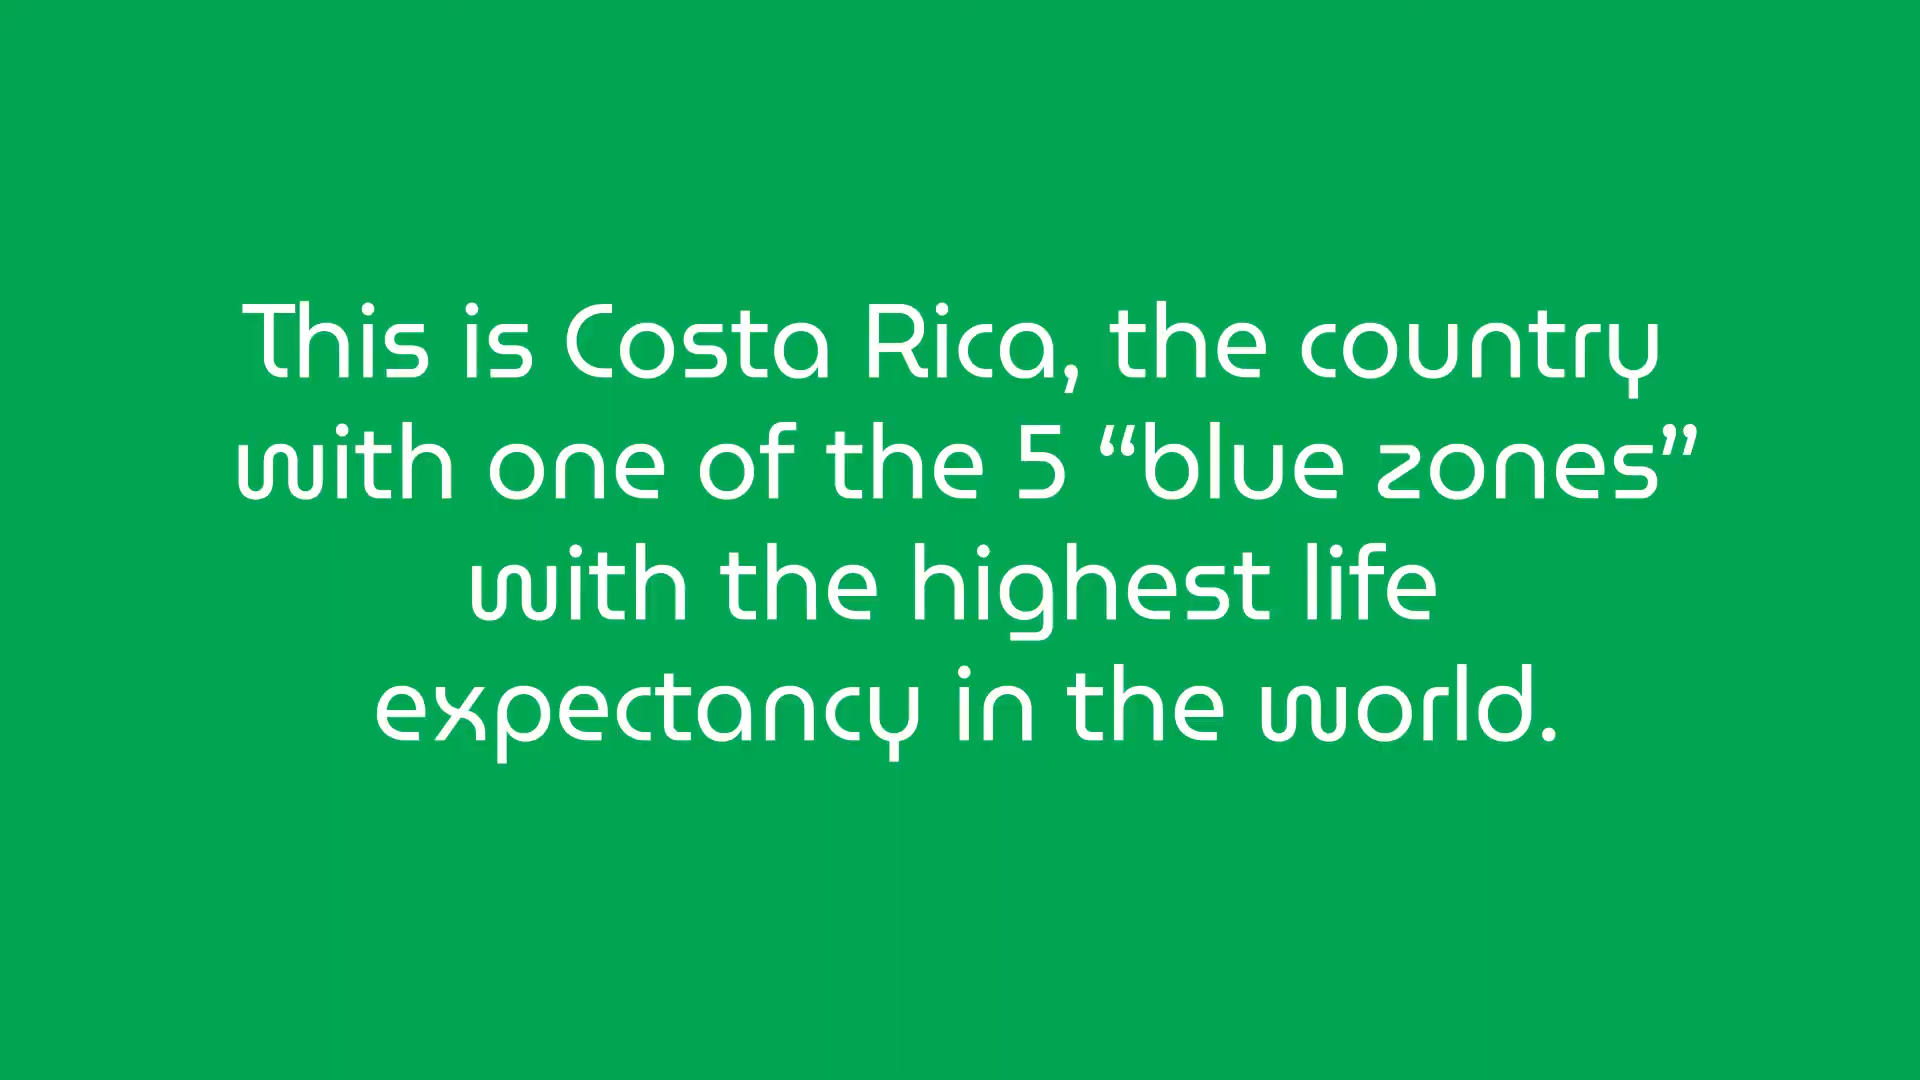 This is Costa Rica, the country
with one of the 5 “blue zones”
with the highest life
expectancy in the world.